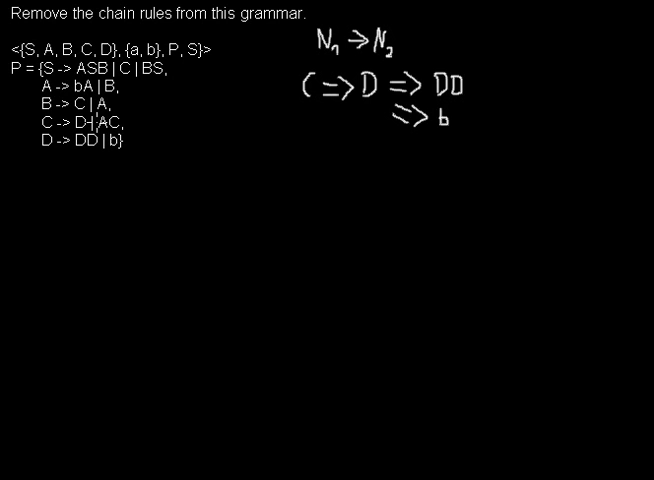 Remove the chain rules from this grammar.
<{S, A, B, C, D}, {a, b}, P, S}>
P = {S -> ASB | C | BS,
A -> bA | B,
B -> C | A,
C -> D | AC,
D -> DD | b}
N₁ → N₂
C => D => DD
=> b